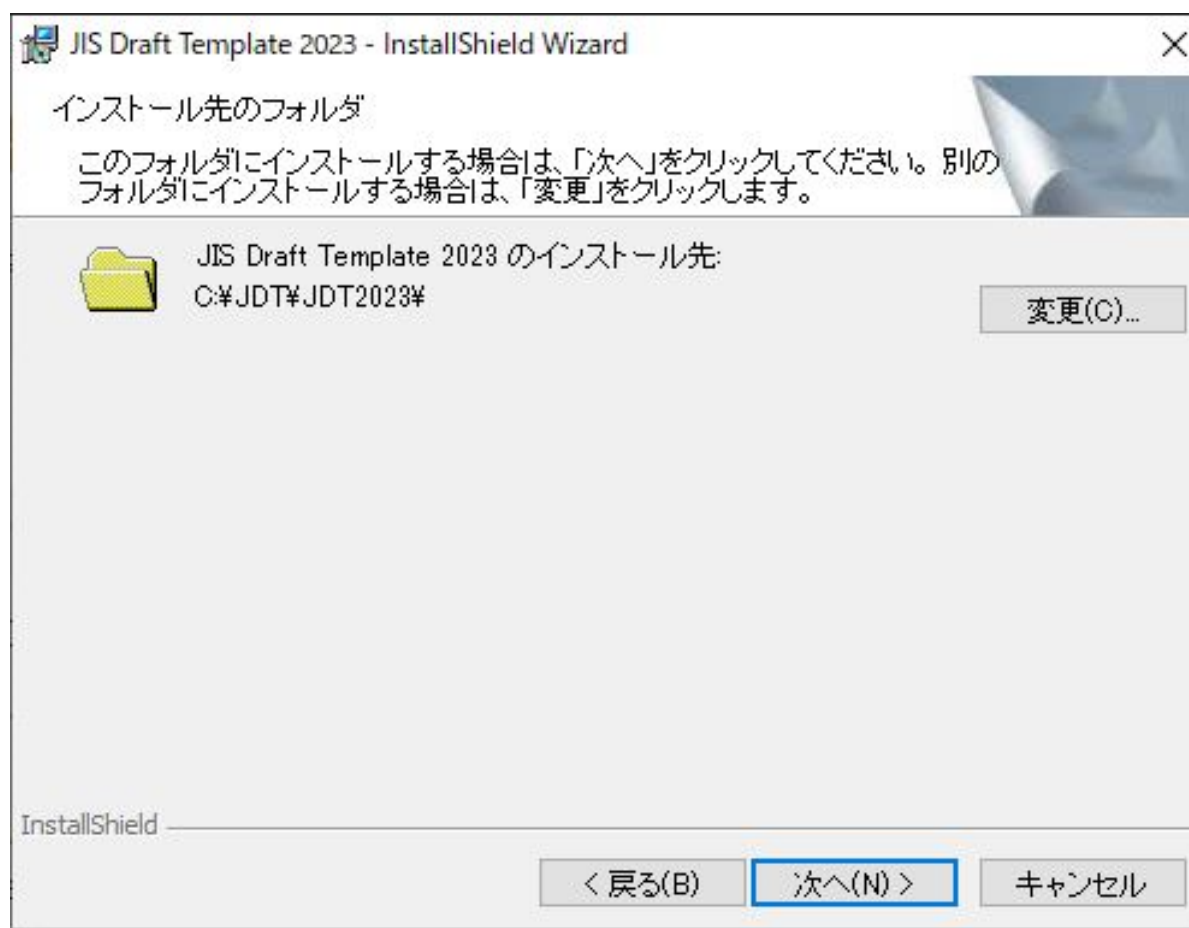 JIS Draft Template 2023 - InstallShield Wizard
インストール先のフォルダ
このフォルダにインストールする場合は、「次へ」をクリックしてください。別の
フォルダにインストールする場合は、「変更」をクリックします。
JIS Draft Template 2023 のインストール先:
C:¥JDT¥JDT2023¥
変更(C)...
InstallShield
< 戻る(B)
次へ(N) >
キャンセル